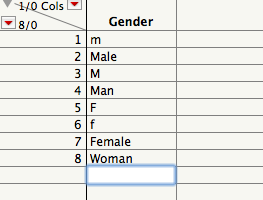 1/0 Cols
8/0
Gender
1 m
2 Male
3 M
4 Man
5 F
6 f
7 Female
8 Woman